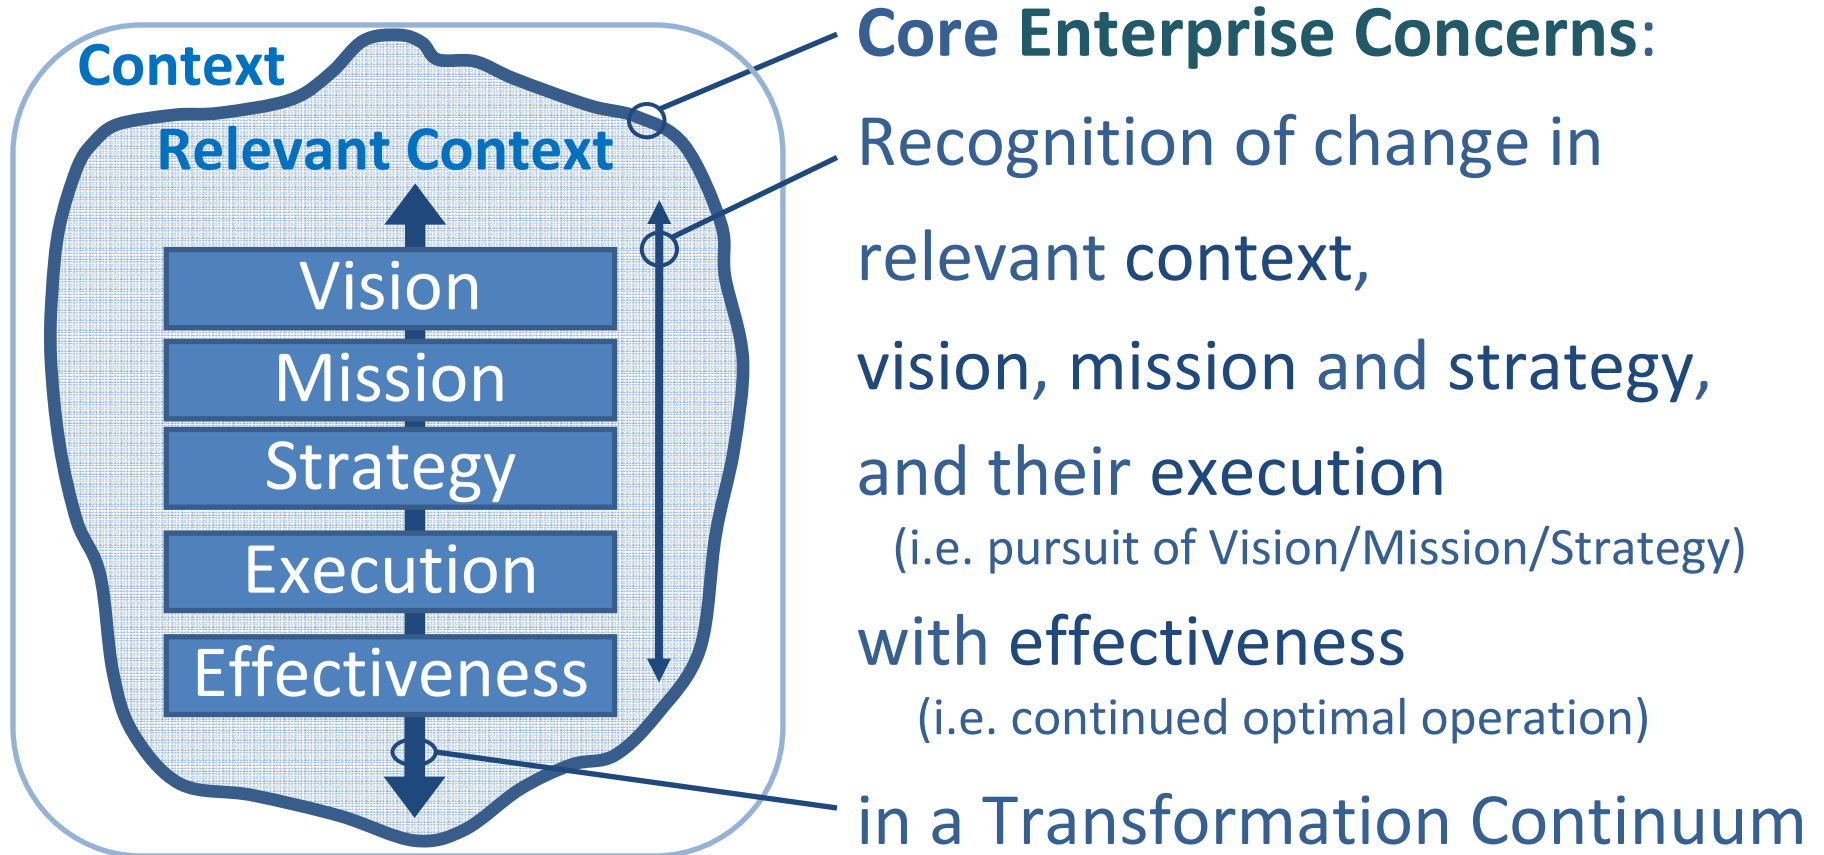 Context
Relevant Context
Vision
Mission
Strategy
Execution
Effectiveness
Core Enterprise Concerns:
Recognition of change in
relevant context,
vision, mission and strategy,
and their execution
(i.e. pursuit of Vision/Mission/Strategy)
with effectiveness
(i.e. continued optimal operation)
in a Transformation Continuum